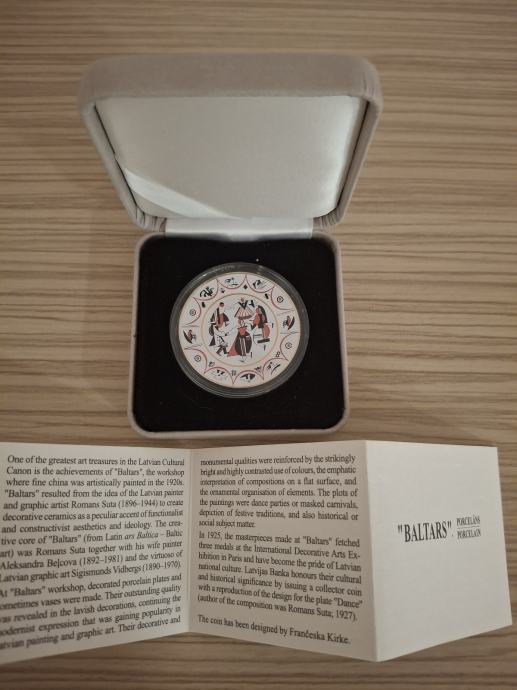 One of the greatest art treasures in the Latvian Cultural
Canon is the achievements of "Baltars", the workshop
where fine china was artistically painted in the 1920s.
"Baltars" resulted from the idea of the Latvian painter
and graphic artist Romans Suta (1896–1944) to create
decorative ceramics as a peculiar accent of functionalist
and constructivist aesthetics and ideology. The crea-
tive core of "Baltars" (from Latin ars Baltica – Baltic
art) was Romans Suta together with his wife painter
Aleksandra Beļcova (1892–1981) and the virtuoso of
Latvian graphic art Sigismunds Vidbergs (1890–1970).
At "Baltars" workshop, decorated porcelain plates and
sometimes vases were made. Their outstanding quality
was revealed in the lavish decorations, continuing the
modernist expression that was gaining popularity in
Latvian painting and graphic art. Their decorative and
monumental qualities were reinforced by the strikingly
bright and highly contrasted use of colours, the emphatic
interpretation of compositions on a flat surface, and
the ornamental organisation of elements. The plots of
the paintings were dance parties or masked carnivals,
depiction of festive traditions, and also historical or
social subject matter.
In 1925, the masterpieces made at "Baltars" fetched
three medals at the International Decorative Arts Ex-
hibition in Paris and have become the pride of Latvian
national culture. Latvijas Banka honours their cultural
and historical significance by issuing a collector coin
with a reproduction of the design for the plate "Dance"
(author of the composition was Romans Suta; 1927).
The coin has been designed by Frančeska Kirke.
"BALTARS" PORCELĀNS
· PORCELAIN